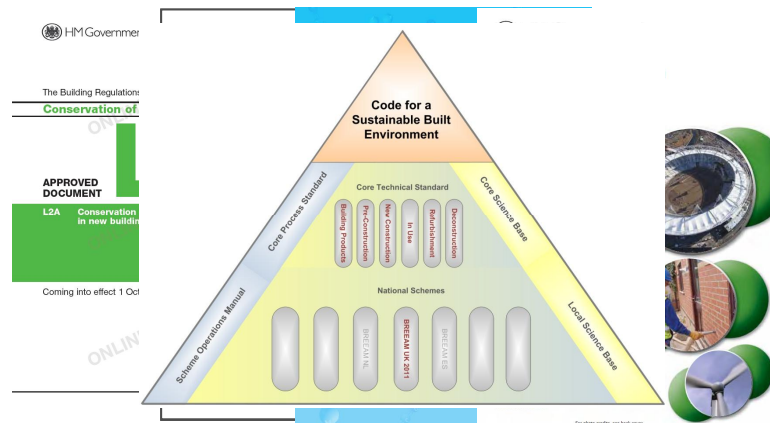 HM Governme
The Building Regulations
Conservation of
ONLIN
APPROVED
DOCUMENT
L2A Conservation
in new buildin
Coming into effect 1 Oct
ONLIN
Code for a
Sustainable Built
Environment
Core Process Standard
Scheme Operations Manual
Core Technical Standard
Building Products
Pre-Construction
New Construction
In Use
Refurbishment
Deconstruction
National Schemes
BREEAM NL
BREEAM UK 2011
BREEAM ES
Core Science Base
Local Science Base